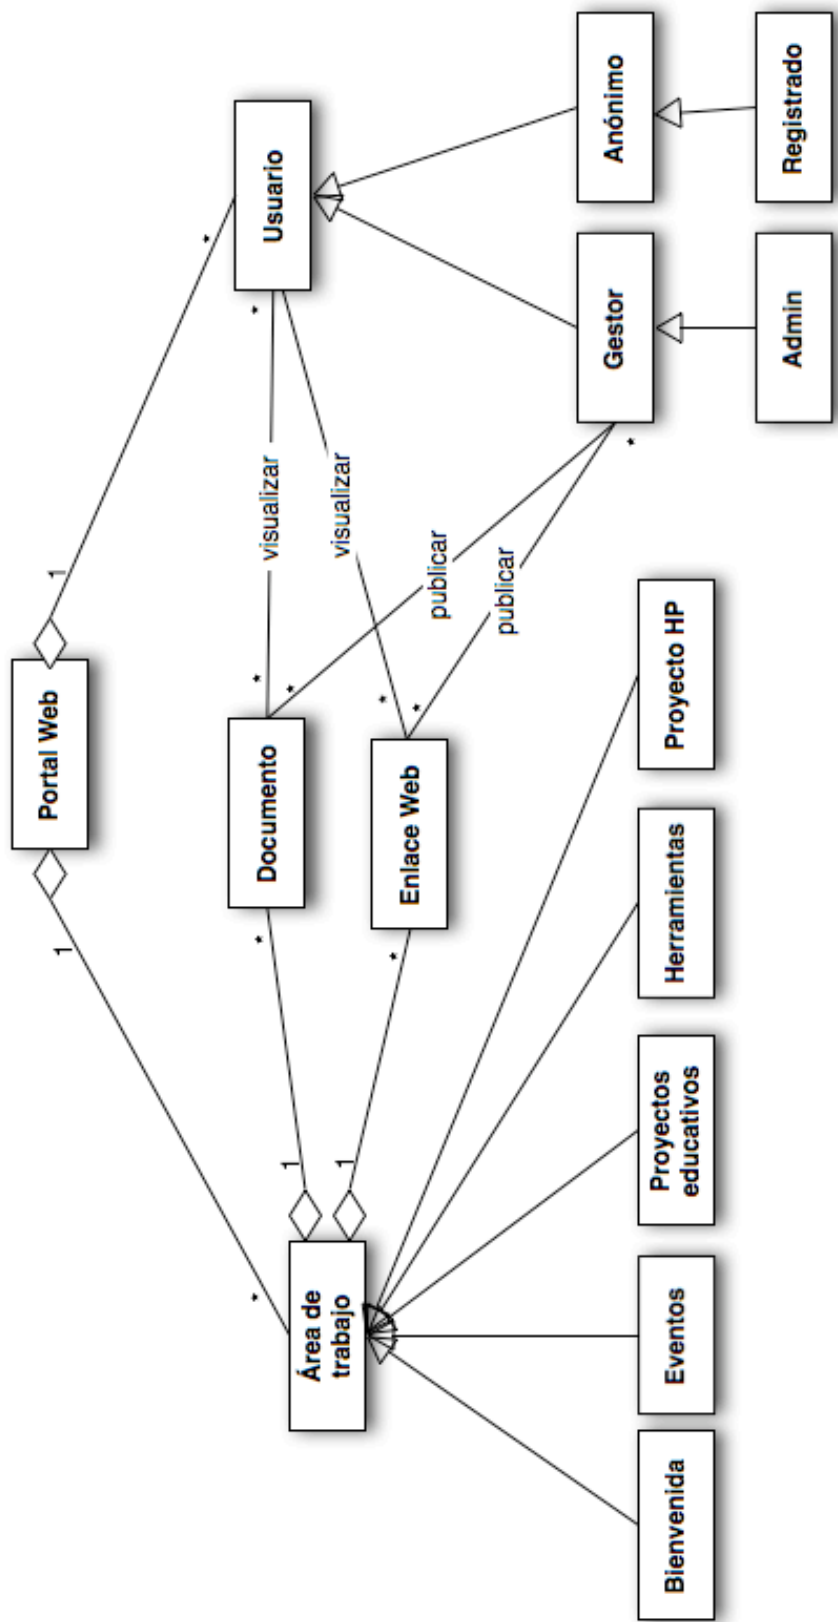 Portal Web
1
1
*
*
*
*
*
Documento
visualizar
Usuario
1
*
Área de
trabajo
1
visualizar
*
*
Enlace Web
*
publicar
publicar
*
Gestor
Anónimo
Bienvenida
Eventos
Proyectos
educativos
Herramientas
Proyecto HP
Admin
Registrado